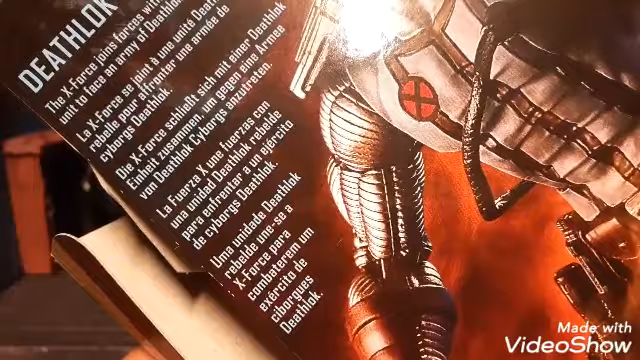 DEATHLOK
The X-Force joins forces with
unit to face an army of Deathlok
La X-Force se joint à une unité
rebelle pour affronter une armée de
cyborgs Deathlok.
Die X-Force schließt sich mit einer Deathlok
Einheit zusammen, um gegen eine Armee
von Deathlok Cyborgs anzutreten.
La Fuerza X une fuerzas con
una unidad Deathlok rebelde
para enfrentar a un ejército
de cyborgs Deathlok.
Uma unidade Deathlok
rebelde une-se a
X-Force para
combaterem um
exército de
ciborgues
Deathlok.
Made with
VideoShow